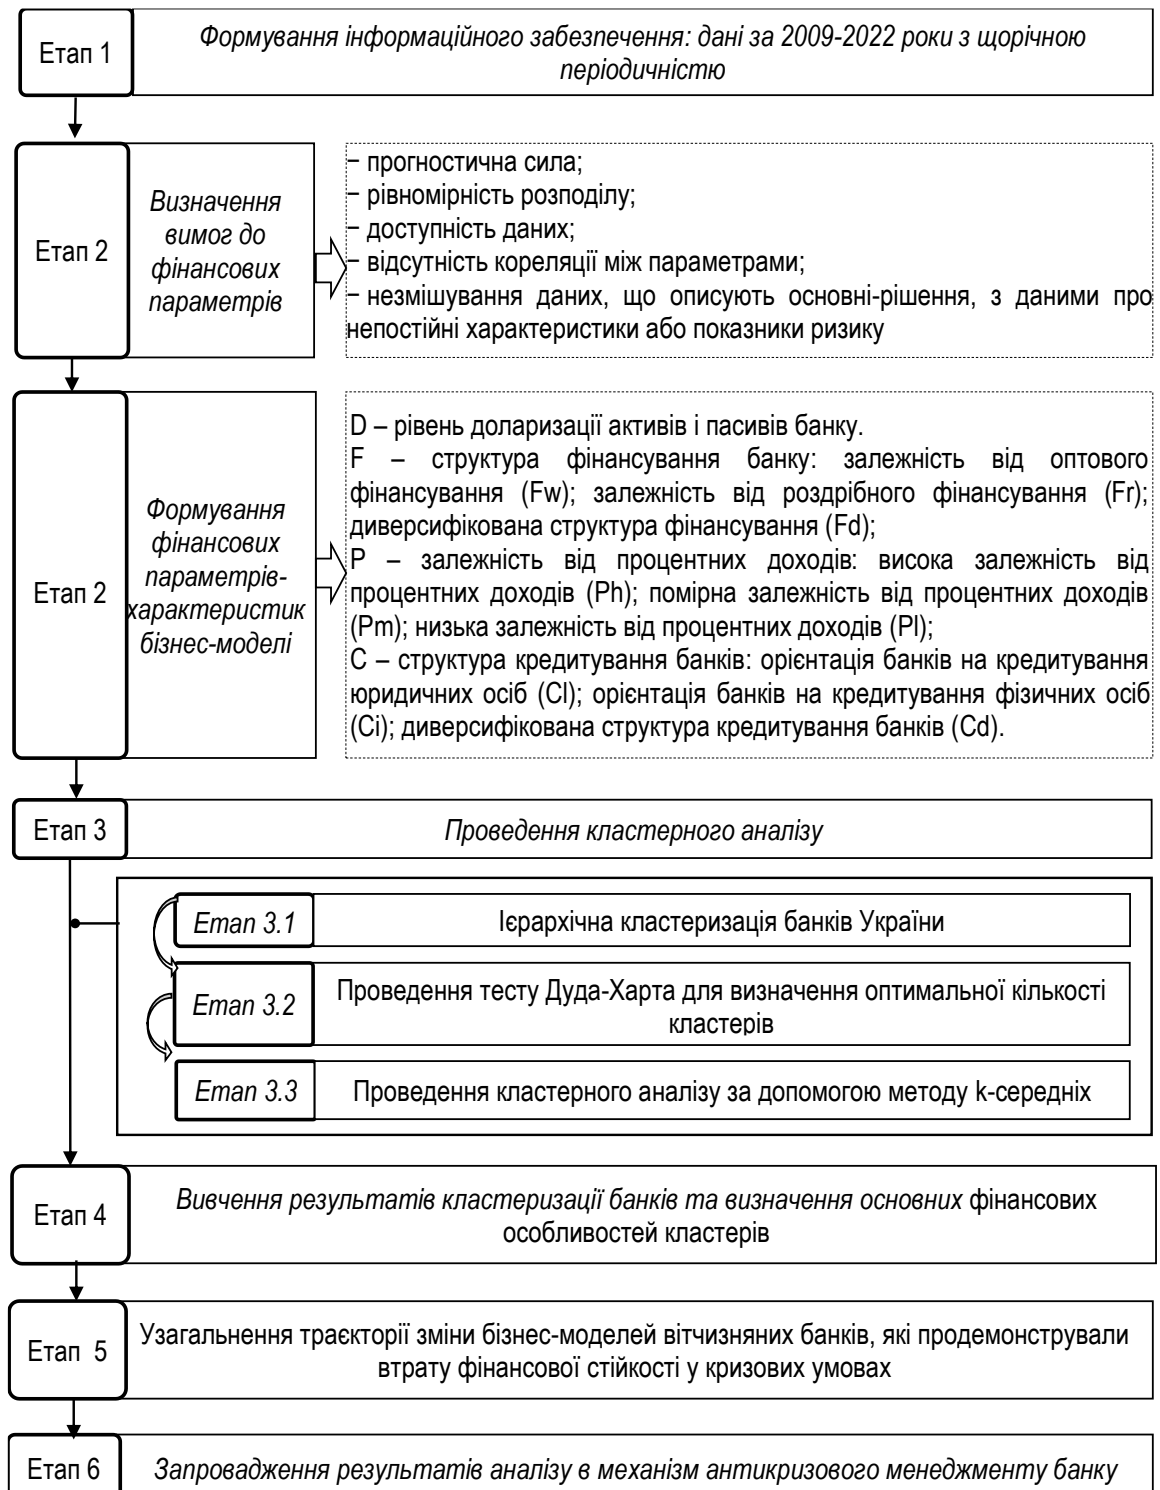 Етап 1
Формування інформаційного забезпечення: дані за 2009-2022 роки з щорічною
періодичністю
Етап 2
Визначення
вимог до
фінансових
параметрів
− прогностична сила;
− рівномірність розподілу;
− доступність даних;
− відсутність кореляції між параметрами;
− незмішування даних, що описують основні-рішення, з даними про
непостійні характеристики або показники ризику
Етап 2
Формування
фінансових
параметрів-
характеристик
бізнес-моделі
D – рівень доларизації активів і пасивів банку.
F – структура фінансування банку: залежність від оптового
фінансування (Fw); залежність від роздрібного фінансування (Fr);
диверсифікована структура фінансування (Fd);
P – залежність від процентних доходів: висока залежність від
процентних доходів (Ph); помірна залежність від процентних доходів
(Pm); низька залежність від процентних доходів (Pl);
C – структура кредитування банків: орієнтація банків на кредитування
юридичних осіб (Cl); орієнтація банків на кредитування фізичних осіб
(Ci); диверсифікована структура кредитування банків (Cd).
Етап 3
Проведення кластерного аналізу
Етап 3.1
Ієрархічна кластеризація банків України
Етап 3.2
Проведення тесту Дуда-Харта для визначення оптимальної кількості
кластерів
Етап 3.3
Проведення кластерного аналізу за допомогою методу k-середніх
Етап 4
Вивчення результатів кластеризації банків та визначення основних фінансових
особливостей кластерів
Етап 5
Узагальнення траєкторії зміни бізнес-моделей вітчизняних банків, які продемонстрували
втрату фінансової стійкості у кризових умовах
Етап 6
Запровадження результатів аналізу в механізм антикризового менеджменту банку